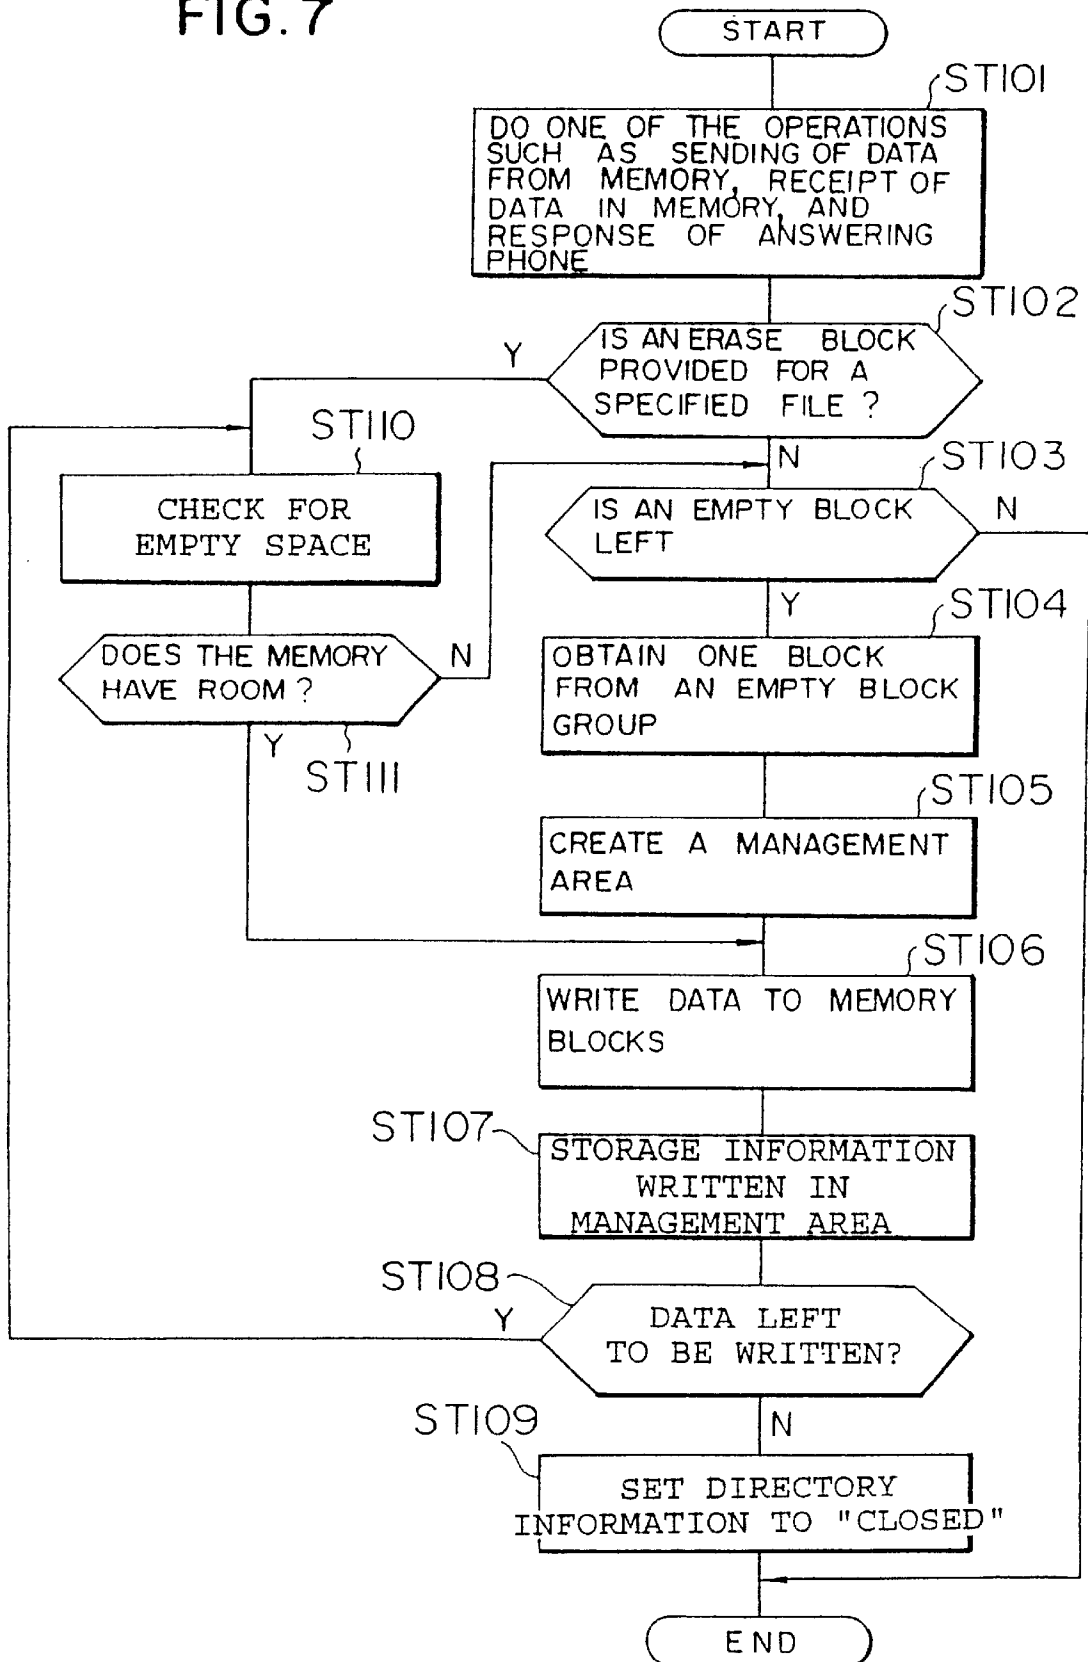 FIG. 7
START
ST101
DO ONE OF THE OPERATIONS
SUCH AS SENDING OF DATA
FROM MEMORY, RECEIPT OF
DATA IN MEMORY, AND
RESPONSE OF ANSWERING
PHONE
ST102
IS AN ERASE BLOCK
PROVIDED FOR A
SPECIFIED FILE ?
Y
N
ST110
CHECK FOR
EMPTY SPACE
ST103
IS AN EMPTY BLOCK
LEFT
N
Y
DOES THE MEMORY
HAVE ROOM ?
N
Y
ST111
ST104
OBTAIN ONE BLOCK
FROM AN EMPTY BLOCK
GROUP
ST105
CREATE A MANAGEMENT
AREA
ST106
WRITE DATA TO MEMORY
BLOCKS
ST107
STORAGE INFORMATION
WRITTEN IN
MANAGEMENT AREA
ST108
Y
DATA LEFT
TO BE WRITTEN?
N
ST109
SET DIRECTORY
INFORMATION TO "CLOSED"
END